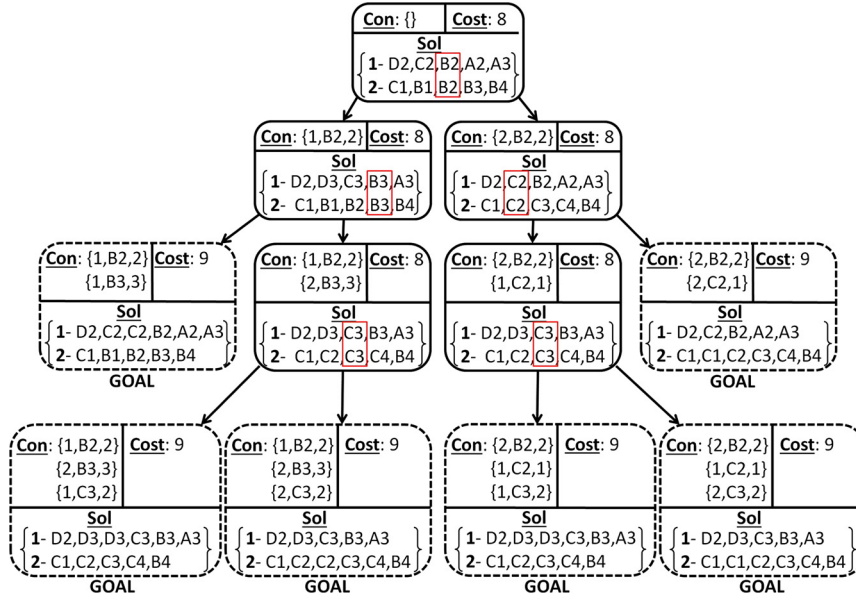 Con: {} Cost: 8
Sol
1- D2,C2,B2,A2,A3
2- C1,B1,B2,B3,B4
Con: {1,B2,2} Cost: 8
Sol
1- D2,D3,C3,B3,A3
2- C1,B1,B2,B3,B4
Con: {2,B2,2} Cost: 8
Sol
1- D2,C2,B2,A2,A3
2- C1,C2,C3,C4,B4
Con: {1,B2,2} Cost: 9
{1,B3,3}
Sol
1- D2,C2,C2,B2,A2,A3
2- C1,B1,B2,B3,B4
GOAL
Con: {1,B2,2} Cost: 8
{2,B3,3}
Sol
1- D2,D3,C3,B3,A3
2- C1,C2,C3,C4,B4
Con: {2,B2,2} Cost: 8
{1,C2,1}
Sol
1- D2,D3,C3,B3,A3
2- C1,C2,C3,C4,B4
Con: {2,B2,2} Cost: 9
{2,C2,1}
Sol
1- D2,C2,B2,A2,A3
2- C1,C1,C2,C3,C4,B4
GOAL
Con: {1,B2,2} Cost: 9
{2,B3,3}
{1,C3,2}
Sol
1- D2,D3,D3,C3,B3,A3
2- C1,C2,C3,C4,B4
GOAL
Con: {1,B2,2} Cost: 9
{2,B3,3}
{2,C3,2}
Sol
1- D2,D3,C3,B3,A3
2- C1,C2,C2,C3,C4,B4
GOAL
Con: {2,B2,2} Cost: 9
{1,C2,1}
{1,C3,2}
Sol
1- D2,D3,D3,C3,B3,A3
2- C1,C2,C3,C4,B4
GOAL
Con: {2,B2,2} Cost: 9
{1,C2,1}
{2,C3,2}
Sol
1- D2,D3,C3,B3,A3
2- C1,C1,C2,C3,C4,B4
GOAL